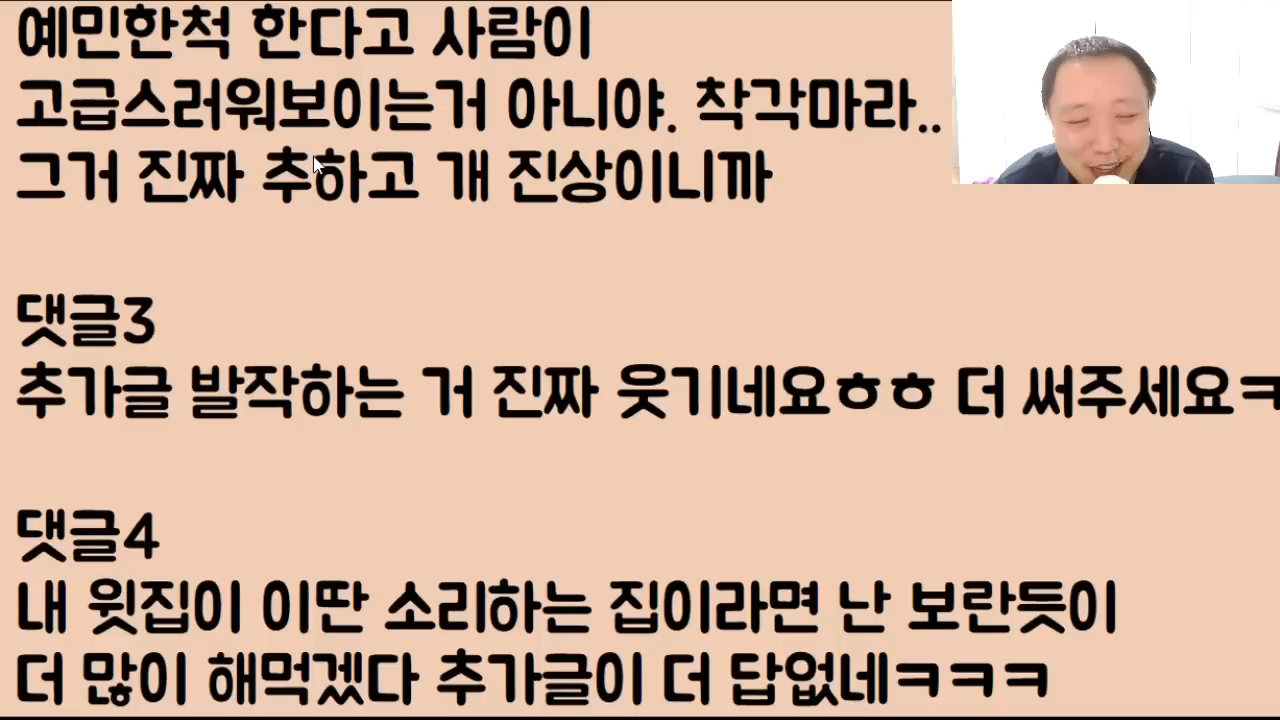 예민한척 한다고 사람이
고급스러워보이는거 아니야. 착각마라..
그거 진짜 추하고 개 진상이니까
댓글3
추가글 발작하는 거 진짜 웃기네요ㅎㅎ 더 써주세요ㅋ
댓글4
내 윗집이 이딴 소리하는 집이라면 난 보란듯이
더 많이 해먹겠다 추가글이 더 답없네ㅋㅋㅋ